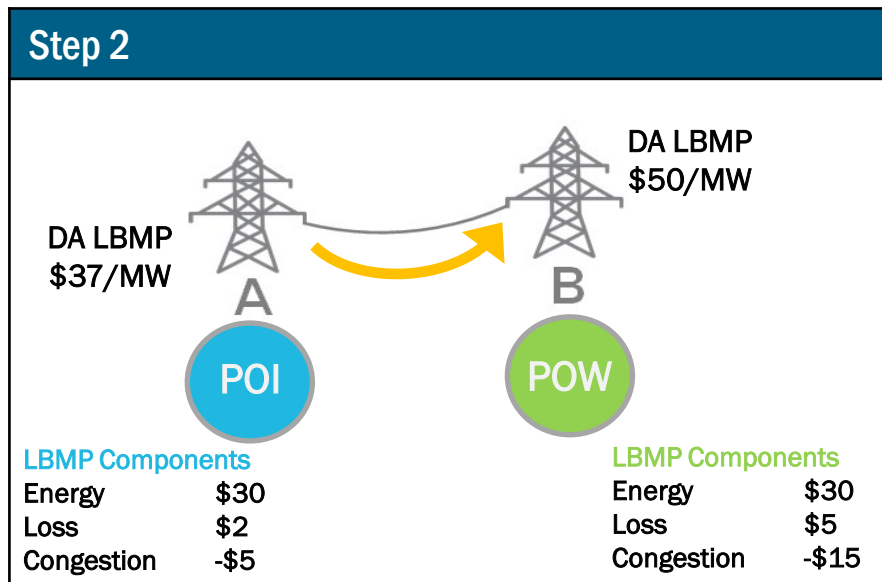 Step 2
DA LBMP
$50/MW
DA LBMP
$37/MW
A
B
POI
POW
LBMP Components
Energy $30
Loss $2
Congestion -$5
LBMP Components
Energy $30
Loss $5
Congestion -$15